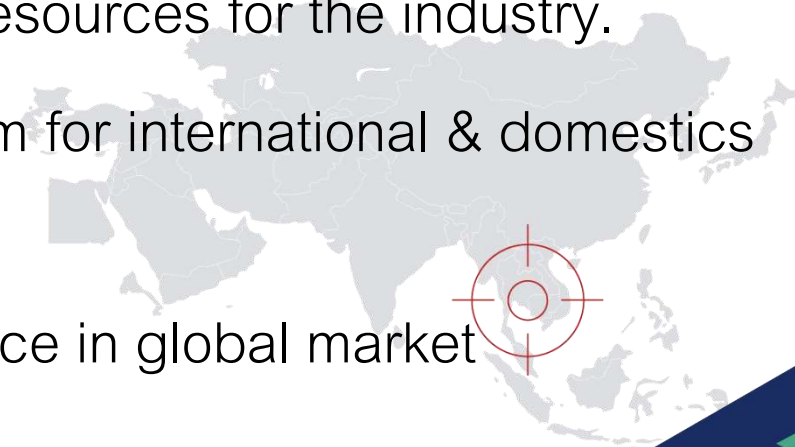 esources for the industry.
m for international & domestics
ce in global market